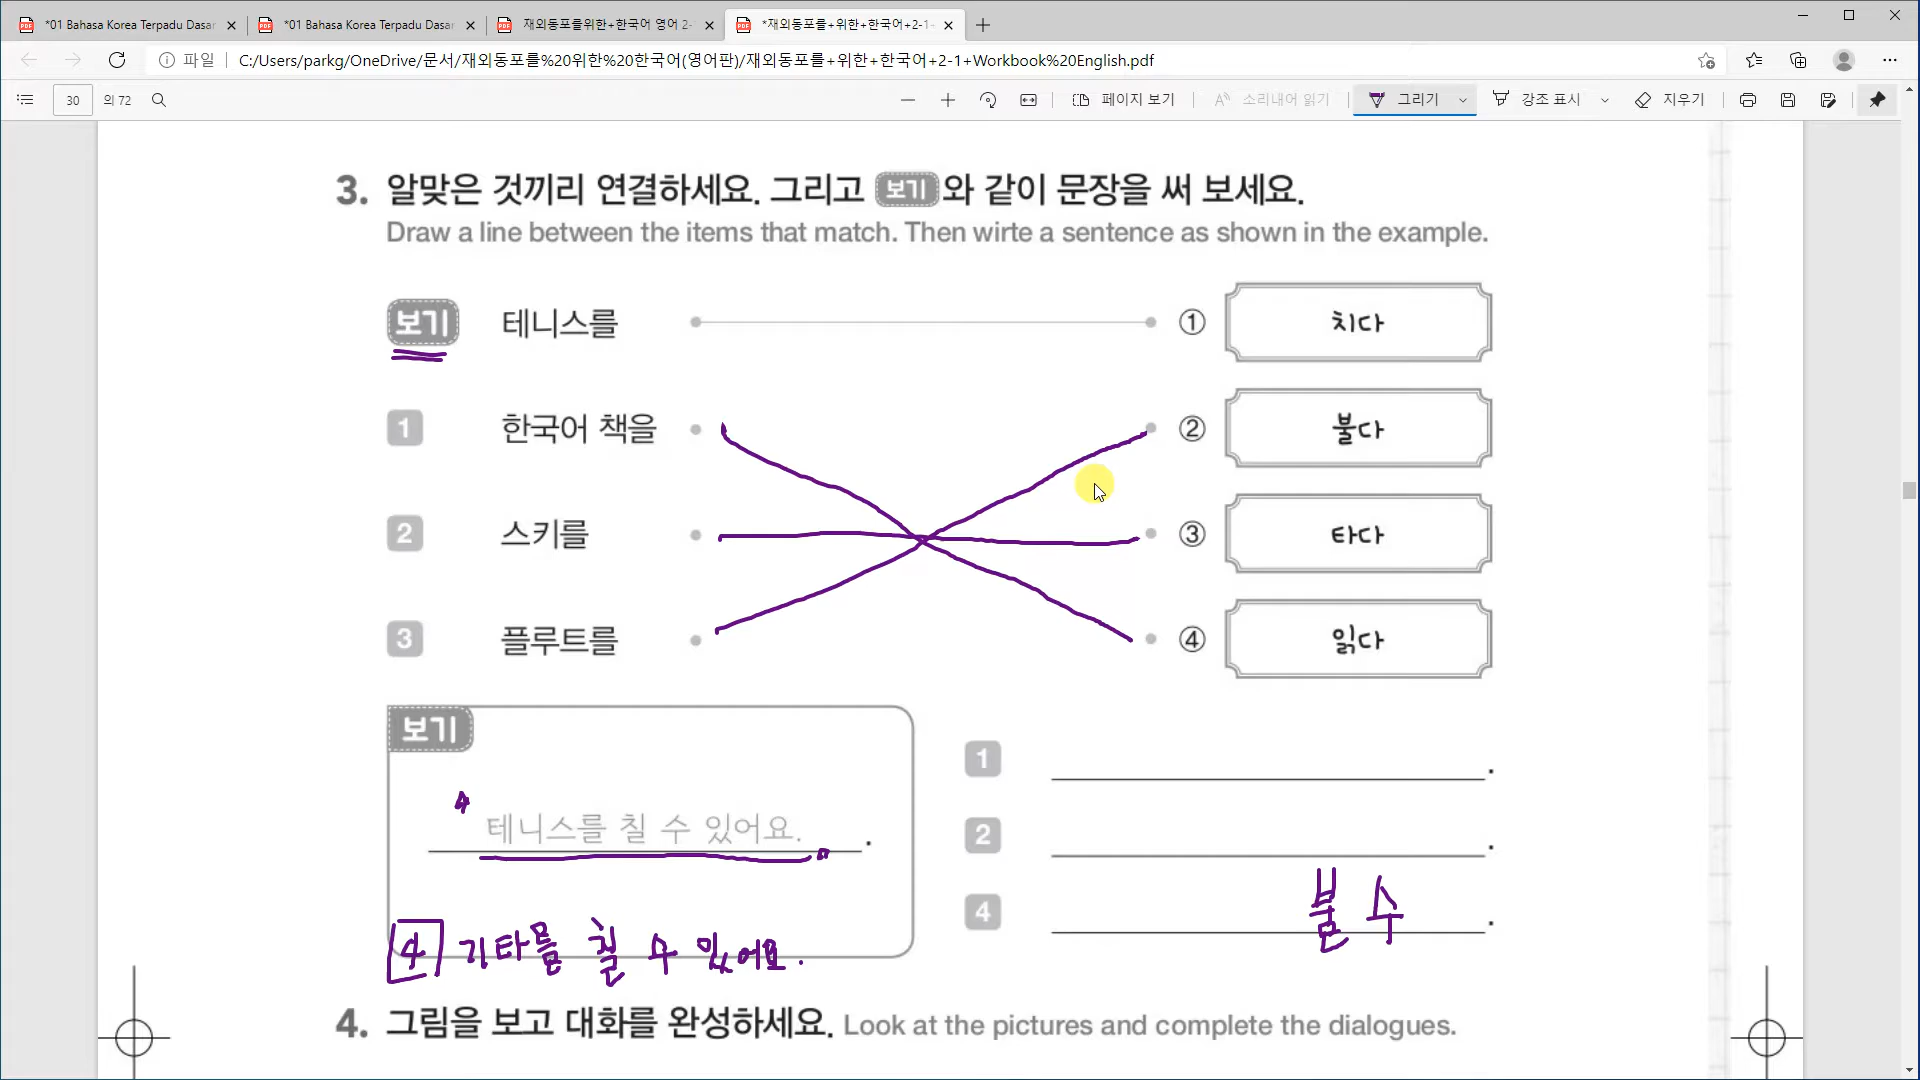 *01 Bahasa Korea Terpadu Dasar
*01 Bahasa Korea Terpadu Dasar
재외동포를위한+한국어 영어 2-
*재외동포를+위한+한국어+2-1-
파일 C:/Users/parkg/OneDrive/문서/재외동포를%20위한%20한국어(영어판)/재외동포를+위한+한국어+2-1+Workbook%20English.pdf
30 의 72 페이지 보기 소리내어 읽기 그리기 강조 표시 지우기
3. 알맞은 것끼리 연결하세요. 그리고 보기 와 같이 문장을 써 보세요.
Draw a line between the items that match. Then wirte a sentence as shown in the example.
보기 테니스를 ① 치다
1 한국어 책을 ② 불다
2 스키를 ③ 타다
3 플루트를 ④ 읽다
보기
테니스를 칠 수 있어요. .
1 .
2 .
4 불 수 .
4 기타를 칠 수 있어요.
4. 그림을 보고 대화를 완성하세요. Look at the pictures and complete the dialogues.